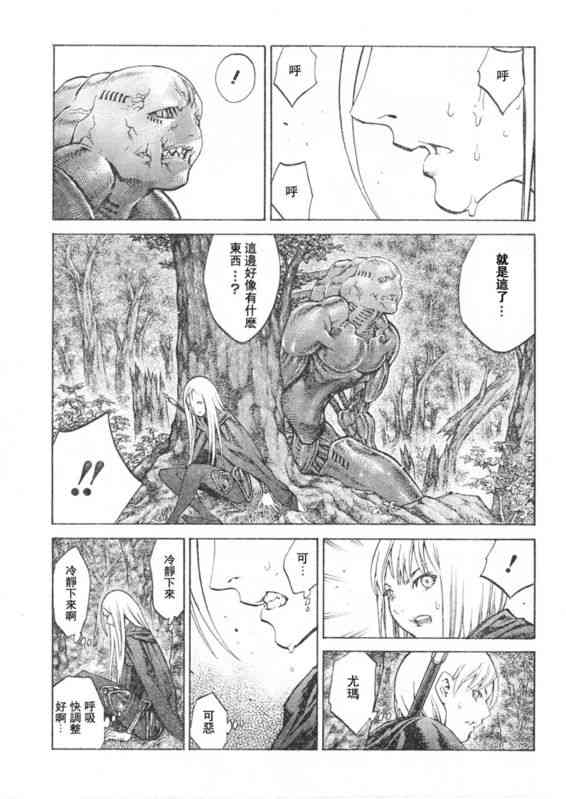 呼
呼
呼
!
就是這了…
這邊好像有什麼
東西…?
!!
!
尤瑪
可…
可惡
冷靜下來
冷靜下來啊
呼吸
快調整
好啊…